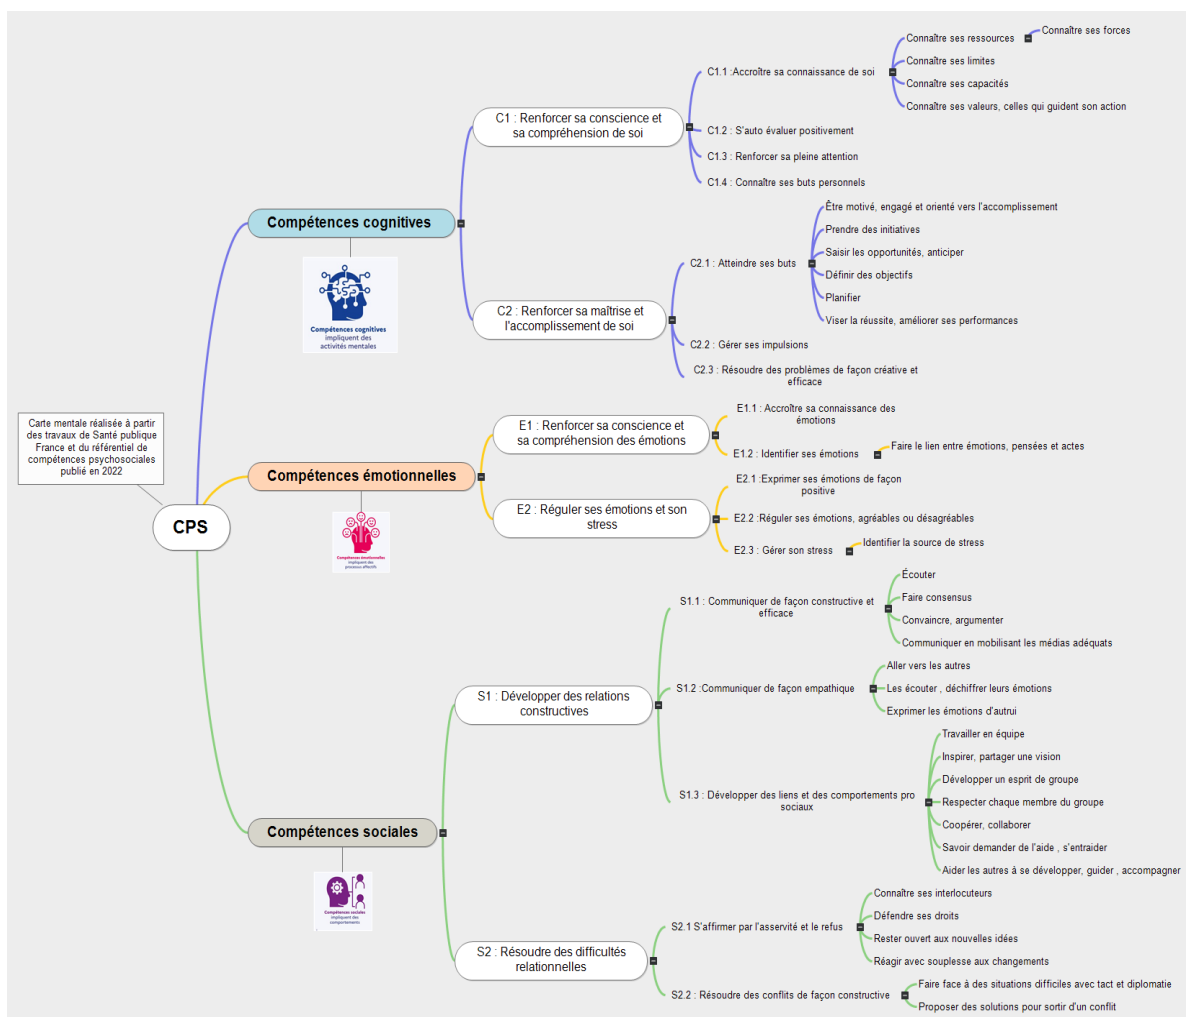 Carte mentale réalisée à partir
des travaux de Santé publique
France et du référentiel de
compétences psychosociales
publié en 2022
CPS
Compétences cognitives
Compétences cognitives
impliquent des
activités mentales
C1 : Renforcer sa conscience et
sa compréhension de soi
C1.1 :Accroître sa connaissance de soi
Connaître ses ressources
Connaître ses forces
Connaître ses limites
Connaître ses capacités
Connaître ses valeurs, celles qui guident son action
C1.2 : S'auto évaluer positivement
C1.3 : Renforcer sa pleine attention
C1.4 : Connaître ses buts personnels
C2 : Renforcer sa maîtrise et
l'accomplissement de soi
C2.1 : Atteindre ses buts
Être motivé, engagé et orienté vers l'accomplissement
Prendre des initiatives
Saisir les opportunités, anticiper
Définir des objectifs
Planifier
Viser la réussite, améliorer ses performances
C2.2 : Gérer ses impulsions
C2.3 : Résoudre des problèmes de façon créative et
efficace
Compétences émotionnelles
Compétences émotionnelles
impliquent des
processus affectifs
E1 : Renforcer sa conscience et
sa compréhension des émotions
E1.1 : Accroître sa connaissance des
émotions
E1.2 : Identifier ses émotions
Faire le lien entre émotions, pensées et actes
E2 : Réguler ses émotions et son
stress
E2.1 :Exprimer ses émotions de façon
positive
E2.2 :Réguler ses émotions, agréables ou désagréables
E2.3 : Gérer son stress
Identifier la source de stress
Compétences sociales
Compétences sociales
impliquent des
comportements
S1 : Développer des relations
constructives
S1.1 : Communiquer de façon constructive et
efficace
Écouter
Faire consensus
Convaincre, argumenter
Communiquer en mobilisant les médias adéquats
S1.2 :Communiquer de façon empathique
Aller vers les autres
Les écouter , déchiffrer leurs émotions
Exprimer les émotions d'autrui
S1.3 : Développer des liens et des comportements pro
sociaux
Travailler en équipe
Inspirer, partager une vision
Développer un esprit de groupe
Respecter chaque membre du groupe
Coopérer, collaborer
Savoir demander de l'aide , s'entraider
Aider les autres à se développer, guider , accompagner
S2 : Résoudre des difficultés
relationnelles
S2.1 S'affirmer par l'asservité et le refus
Connaître ses interlocuteurs
Défendre ses droits
Rester ouvert aux nouvelles idées
Réagir avec souplesse aux changements
S2.2 : Résoudre des conflits de façon constructive
Faire face à des situations difficiles avec tact et diplomatie
Proposer des solutions pour sortir d'un conflit